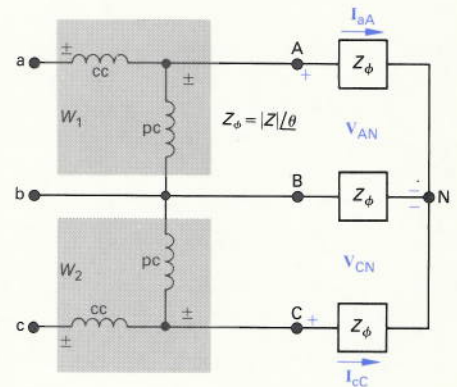 I_aA
± A
a cc ± + Z_ϕ
W_1 pc Z_ϕ = |Z|∠θ V_AN
b B Z_ϕ − N
−
pc V_CN
W_2
cc C
c ± ± + Z_ϕ
I_cC